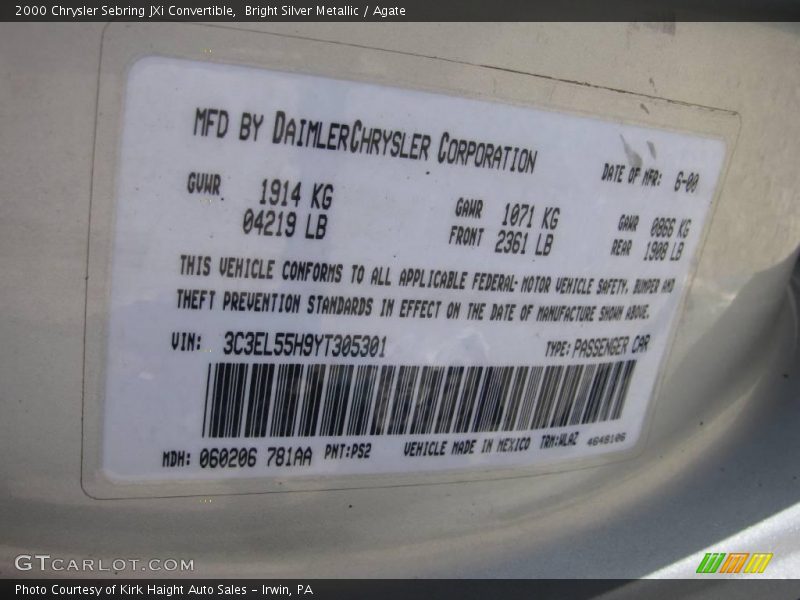 2000 Chrysler Sebring JXi Convertible, Bright Silver Metallic / Agate
MFD BY DAIMLERCHRYSLER CORPORATION
DATE OF MFR: 6-00
GVWR 1914 KG GAWR 1071 KG GAWR 0866 KG
04219 LB FRONT 2361 LB REAR 1908 LB
THIS VEHICLE CONFORMS TO ALL APPLICABLE FEDERAL-MOTOR VEHICLE SAFETY, BUMPER AND
THEFT PREVENTION STANDARDS IN EFFECT ON THE DATE OF MANUFACTURE SHOWN ABOVE.
VIN: 3C3EL55H9YT305301 TYPE: PASSENGER CAR
MDH: 060206 781AA PNT:PS2 VEHICLE MADE IN MEXICO TRM:WLAZ 4648106
GTCARLOT.COM
Photo Courtesy of Kirk Haight Auto Sales - Irwin, PA